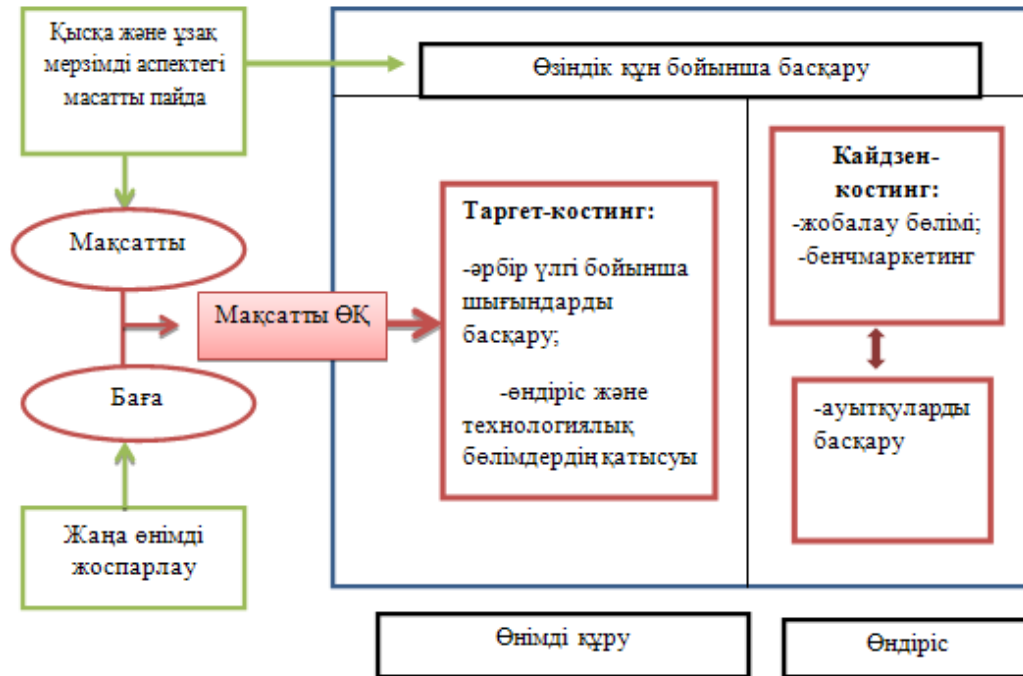 Қысқа және ұзақ
мерзімді аспектегі
масатты пайда
Өзіндік құн бойынша басқару
Мақсатты
Мақсатты ӨҚ
Баға
Жаңа өнімді
жоспарлау
Таргет-костинг:
-әрбір үлгі бойынша
шығындарды
басқару;
-өндіріс және
технологиялық
бөлімдердің қатысуы
Кайдзен-
костинг:
-жобалау бөлімі;
-бенчмаркетинг
-ауытқуларды
басқару
Өнімді құру
Өндіріс